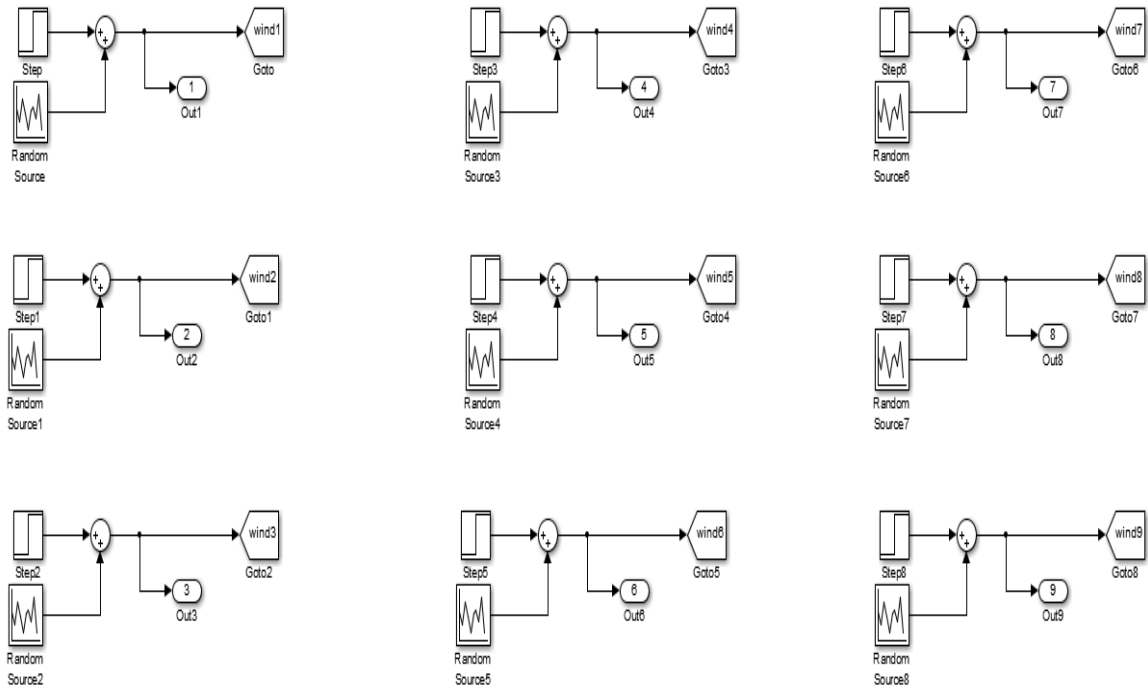 wind1
Step
Goto
1
Out1
Random
Source
wind4
Step3
Goto3
4
Out4
Random
Source3
wind7
Step6
Goto6
7
Out7
Random
Source6
wind2
Step1
Goto1
2
Out2
Random
Source1
wind5
Step4
Goto4
5
Out5
Random
Source4
wind8
Step7
Goto7
8
Out8
Random
Source7
wind3
Step2
Goto2
3
Out3
Random
Source2
wind6
Step5
Goto5
6
Out6
Random
Source5
wind9
Step8
Goto8
9
Out9
Random
Source8